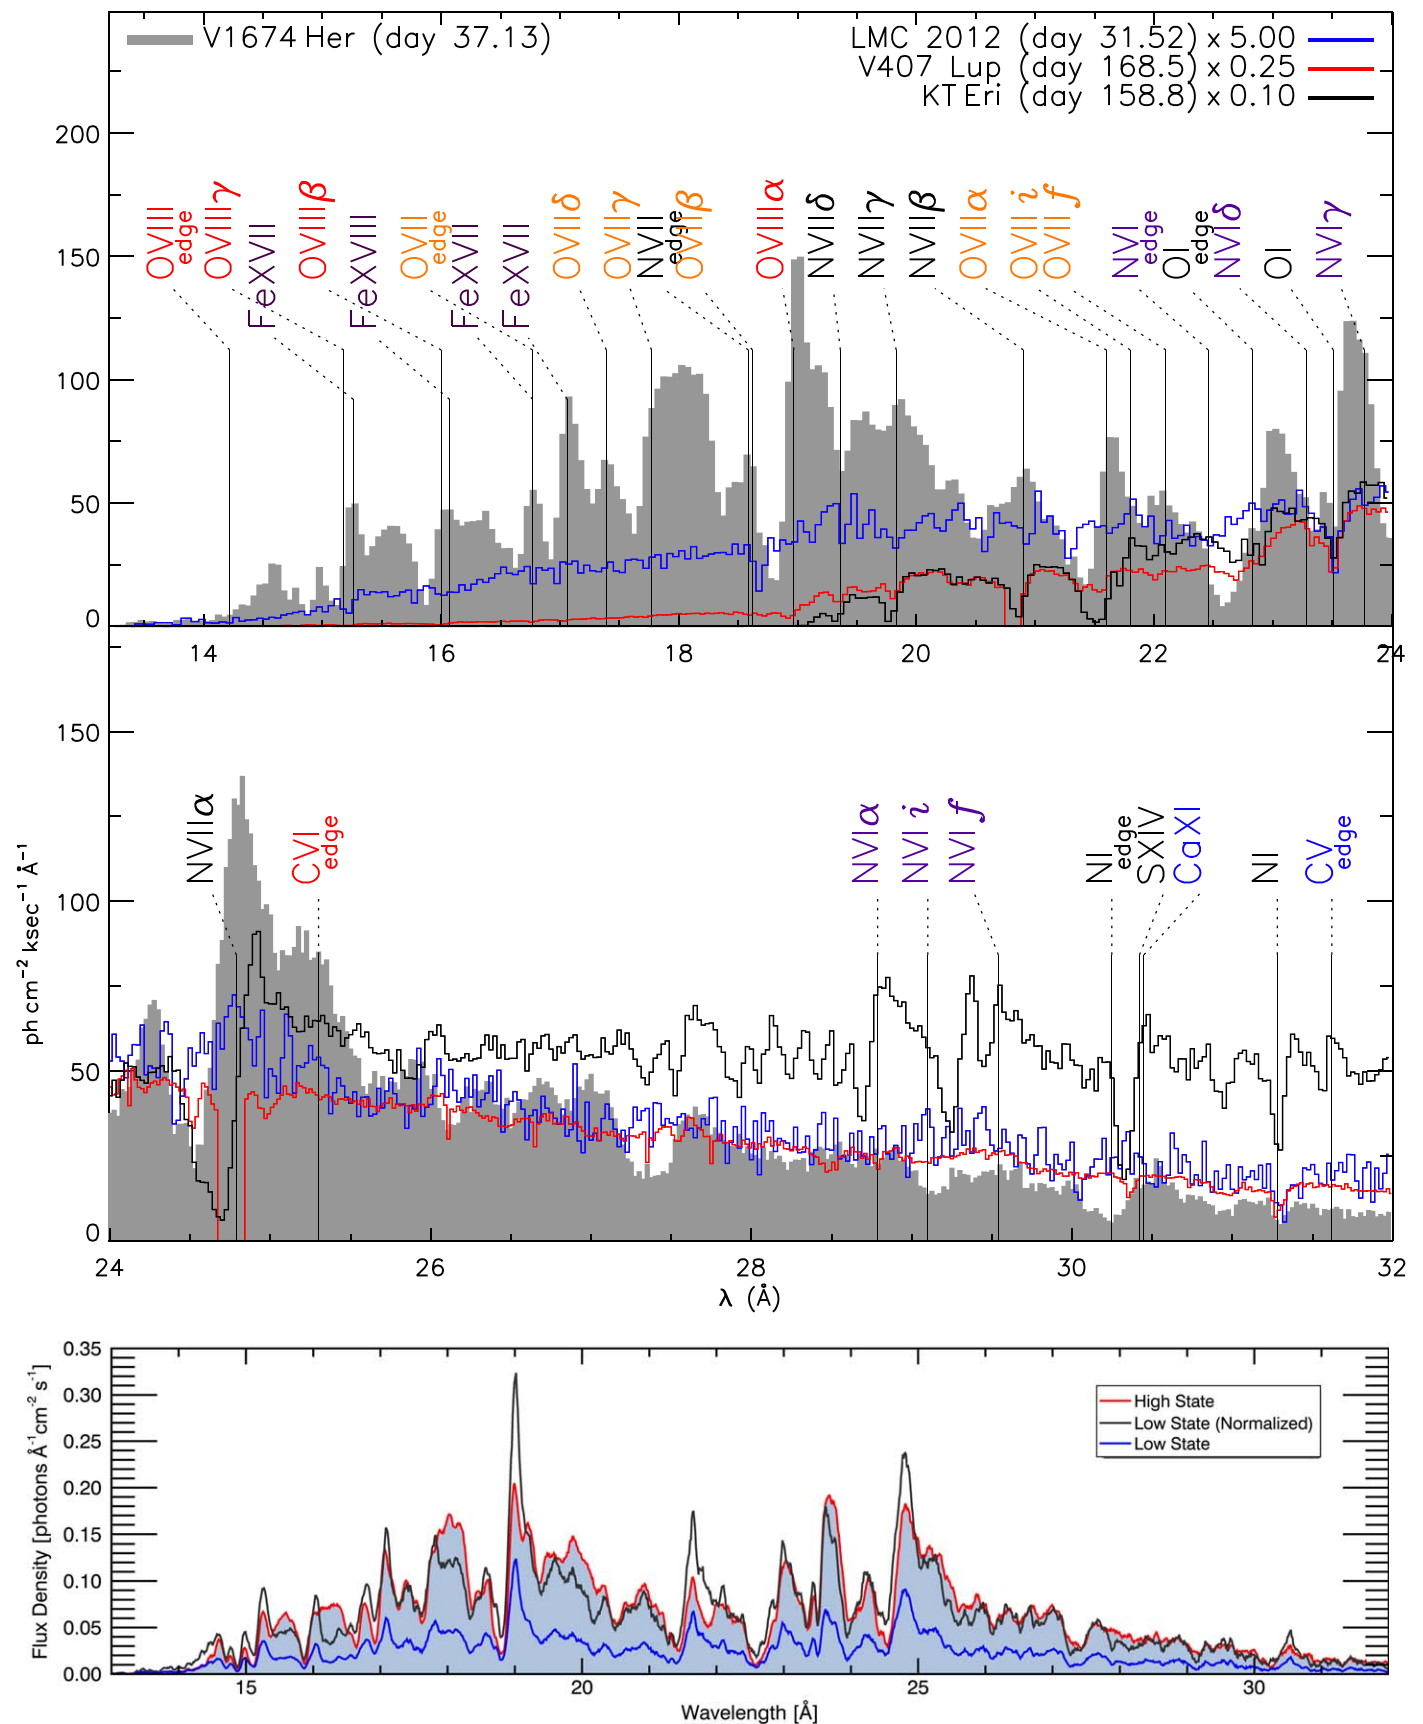 V1674 Her (day 37.13)
LMC 2012 (day 31.52) x 5.00
V407 Lup (day 168.5) x 0.25
KT Eri (day 158.8) x 0.10
200
150
100
50
0
OVIII edge
OVIIIγ
FeXVII
OVIIIβ
FeXVIII
OVII edge
FeXVII
FeXVII
OVIIδ
OVIIγ
NVII edge
OVIIβ
OVIIIα
NVIIδ
NVIIγ
NVIIβ
OVIIα
OVII i
OVII f
NVI edge
OI edge
NVIδ
OI
NVIγ
14 16 18 20 22 24
150
100
50
0
ph cm⁻² ksec⁻¹ Å⁻¹
NVIIα
CVI edge
NVIα
NVI i
NVI f
NI edge
SXIV
CaXI
NI
CV edge
24 26 28 30 32
λ (Å)
0.35
0.30
0.25
0.20
0.15
0.10
0.05
0.00
Flux Density [photons Å⁻¹cm⁻² s⁻¹]
High State
Low State (Normalized)
Low State
15 20 25 30
Wavelength [Å]